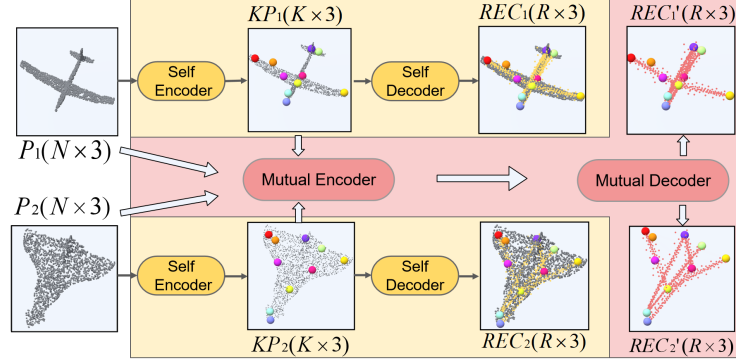 KP₁(K × 3)
REC₁(R × 3)
REC₁'(R × 3)
Self
Encoder
Self
Decoder
P₁(N × 3)
Mutual Encoder
Mutual Decoder
P₂(N × 3)
Self
Encoder
Self
Decoder
KP₂(K × 3)
REC₂(R × 3)
REC₂'(R × 3)